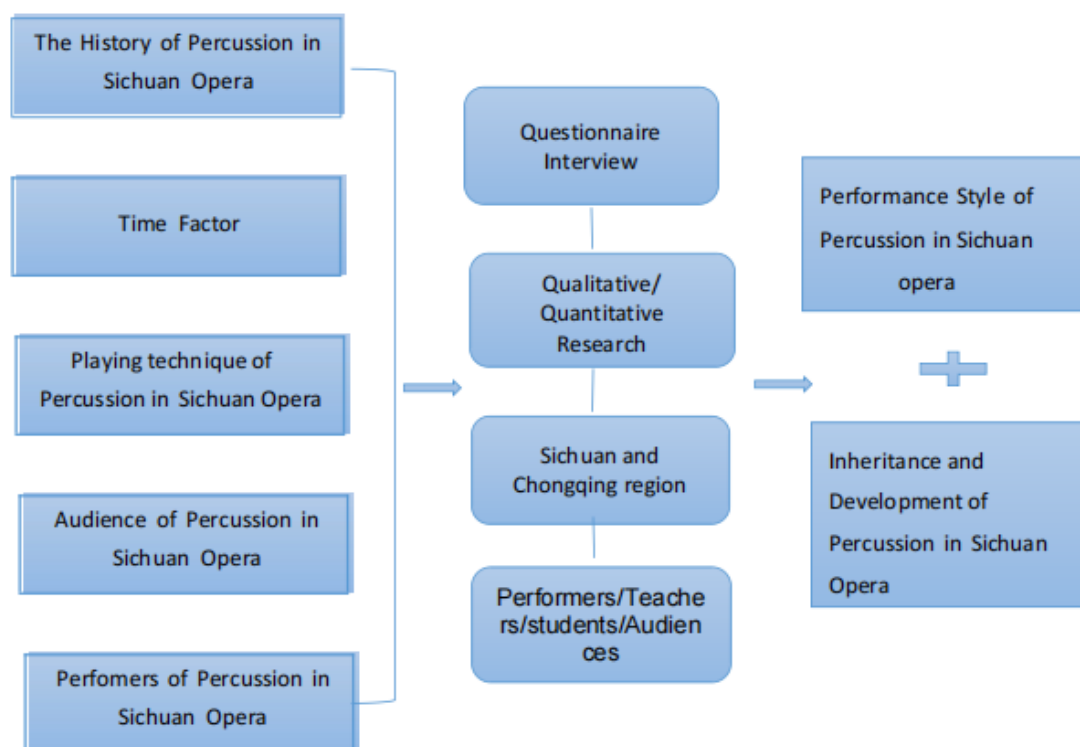 The History of Percussion in
Sichuan Opera
Time Factor
Playing technique of
Percussion in Sichuan Opera
Audience of Percussion in
Sichuan Opera
Perfomers of Percussion in
Sichuan Opera
Questionnaire
Interview
Qualitative/
Quantitative
Research
Sichuan and
Chongqing region
Performers/Teache
rs/students/Audien
ces
Performance Style of
Percussion in Sichuan
opera
Inheritance and
Development of
Percussion in Sichuan
Opera